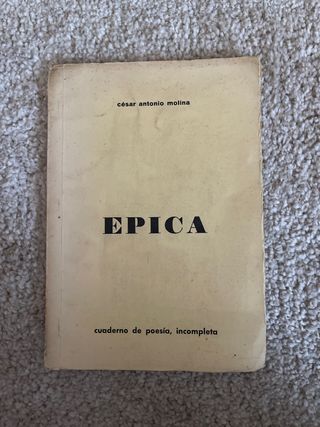 césar antonio molina
EPICA
cuaderno de poesía, incompleta